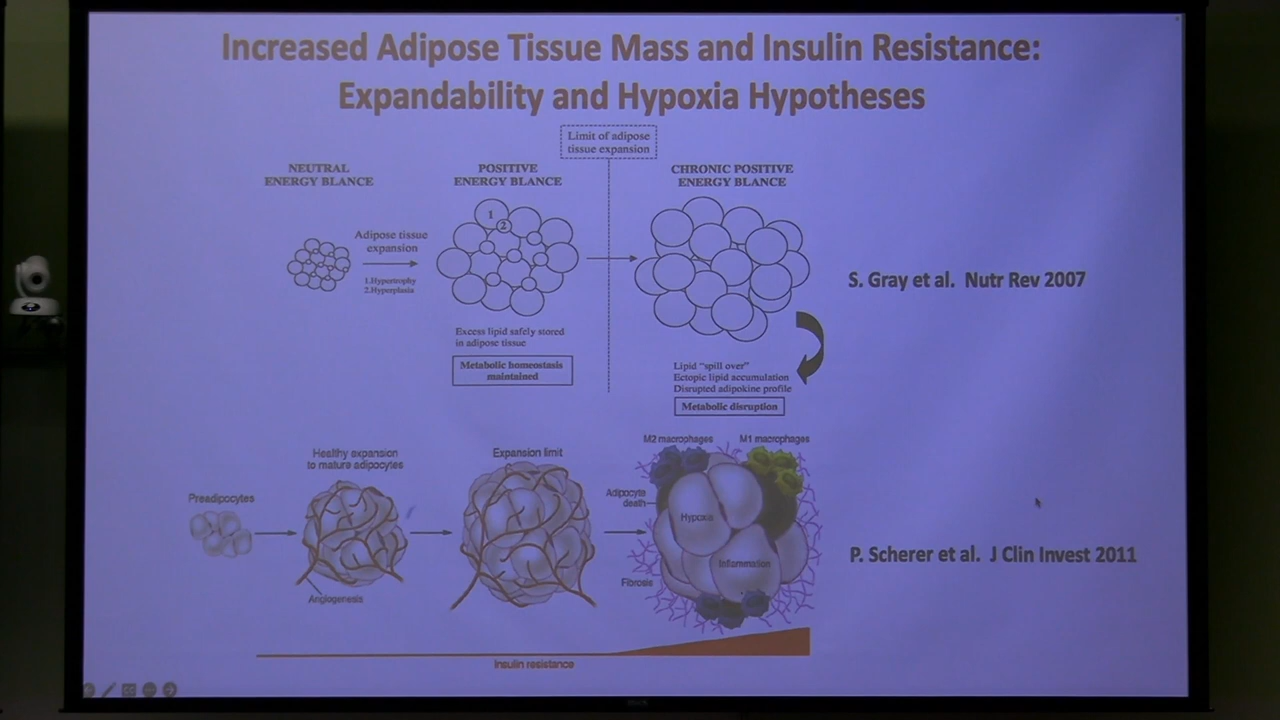 Increased Adipose Tissue Mass and Insulin Resistance:
Expandability and Hypoxia Hypotheses
Limit of adipose
tissue expansion
NEUTRAL
ENERGY BLANCE
POSITIVE
ENERGY BLANCE
CHRONIC POSITIVE
ENERGY BLANCE
1
2
Adipose tissue
expansion
1.Hypertrophy
2.Hyperplasia
S. Gray et al. Nutr Rev 2007
Excess lipid safely stored
in adipose tissue
Metabolic homeostasis
maintained
Lipid "spill over"
Ectopic lipid accumulation
Disrupted adipokine profile
Metabolic disruption
M2 macrophages
M1 macrophages
Healthy expansion
to mature adipocytes
Expansion limit
Preadipocytes
Adipocyte
death
Hypoxia
Inflammation
P. Scherer et al. J Clin Invest 2011
Fibrosis
Angiogenesis
Insulin resistance